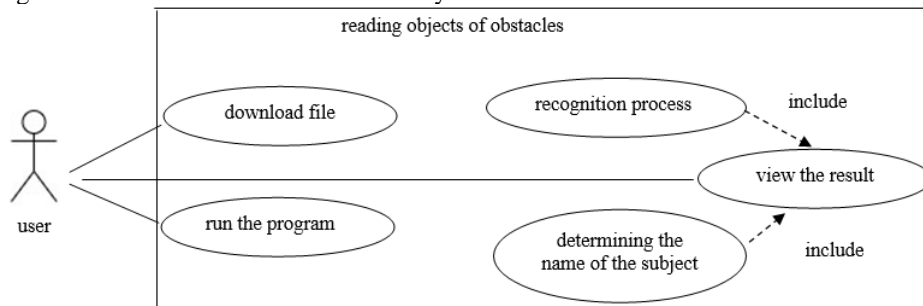 reading objects of obstacles
download file
recognition process
include
view the result
user
run the program
determining the
name of the subject
include